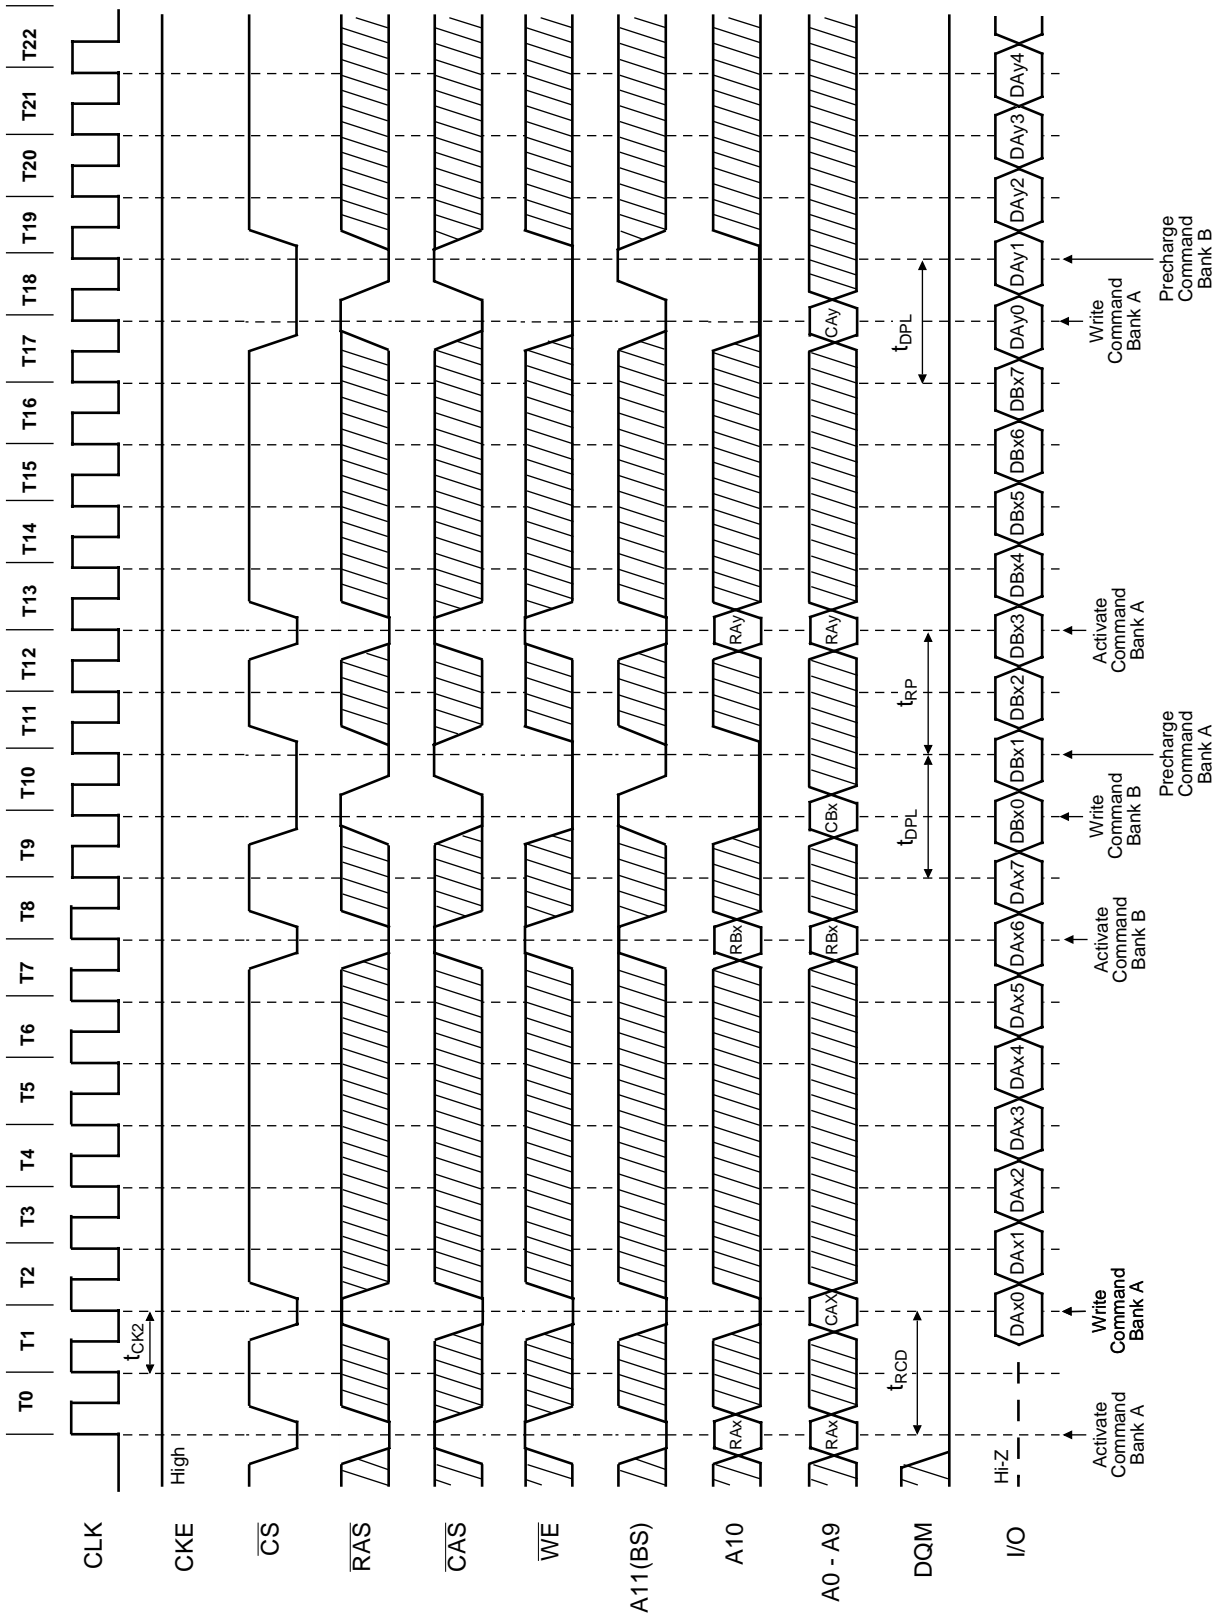 T0 T1 T2 T3 T4 T5 T6 T7 T8 T9 T10 T11 T12 T13 T14 T15 T16 T17 T18 T19 T20 T21 T22
CLK
tCK2
CKE
High
CS
RAS
CAS
WE
A11(BS)
A10
RAx RBx RAy
A0 - A9
RAx CAX RBx CBx RAy CAy
DQM
tRCD tDPL tRP tDPL
I/O
Hi-Z
DAx0 DAx1 DAx2 DAx3 DAx4 DAx5 DAx6 DAx7 DBx0 DBx1 DBx2 DBx3 DBx4 DBx5 DBx6 DBx7 DAy0 DAy1 DAy2 DAy3 DAy4
Activate
Command
Bank A
Write
Command
Bank A
Activate
Command
Bank B
Write
Command
Bank B
Precharge
Command
Bank A
Activate
Command
Bank A
Write
Command
Bank A
Precharge
Command
Bank B